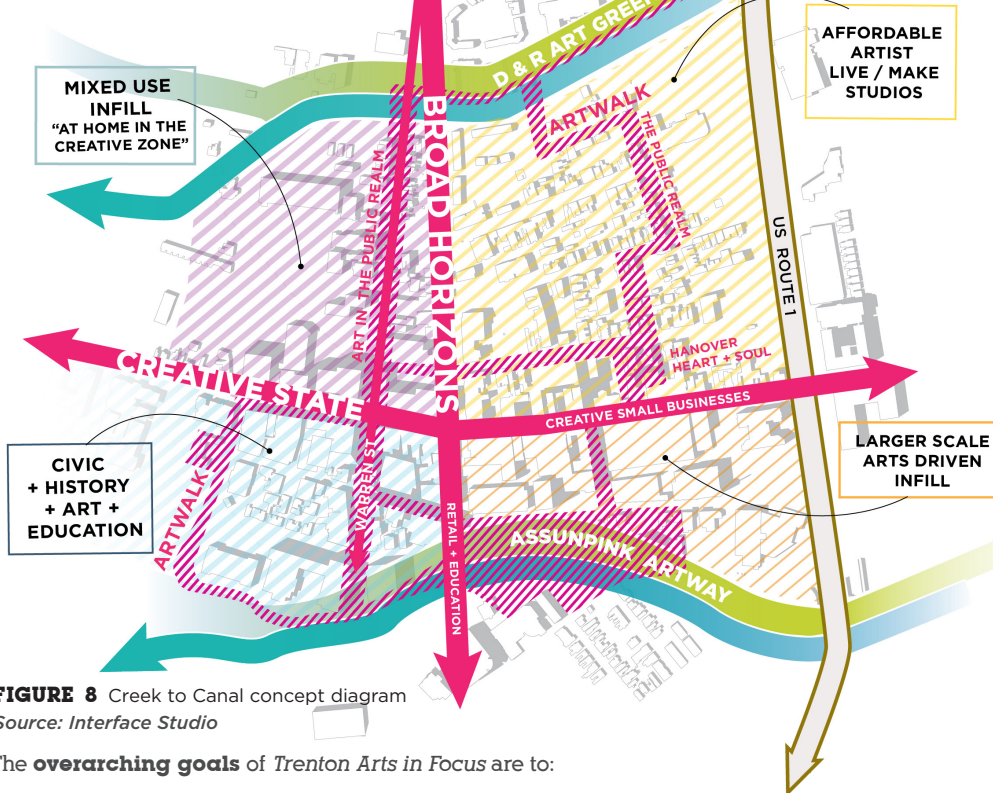 D & R ART GREEN
AFFORDABLE
ARTIST
LIVE / MAKE
STUDIOS
MIXED USE
INFILL
"AT HOME IN THE
CREATIVE ZONE"
ARTWALK
THE PUBLIC REALM
BROAD HORIZONS
ART IN THE PUBLIC REALM
US ROUTE 1
HANOVER
HEART + SOUL
CREATIVE STATE
CREATIVE SMALL BUSINESSES
LARGER SCALE
ARTS DRIVEN
INFILL
CIVIC
+ HISTORY
+ ART +
EDUCATION
ARTWALK
WARREN ST
RETAIL + EDUCATION
ASSUNPINK ARTWAY
FIGURE 8 Creek to Canal concept diagram
Source: Interface Studio
The overarching goals of Trenton Arts in Focus are to: